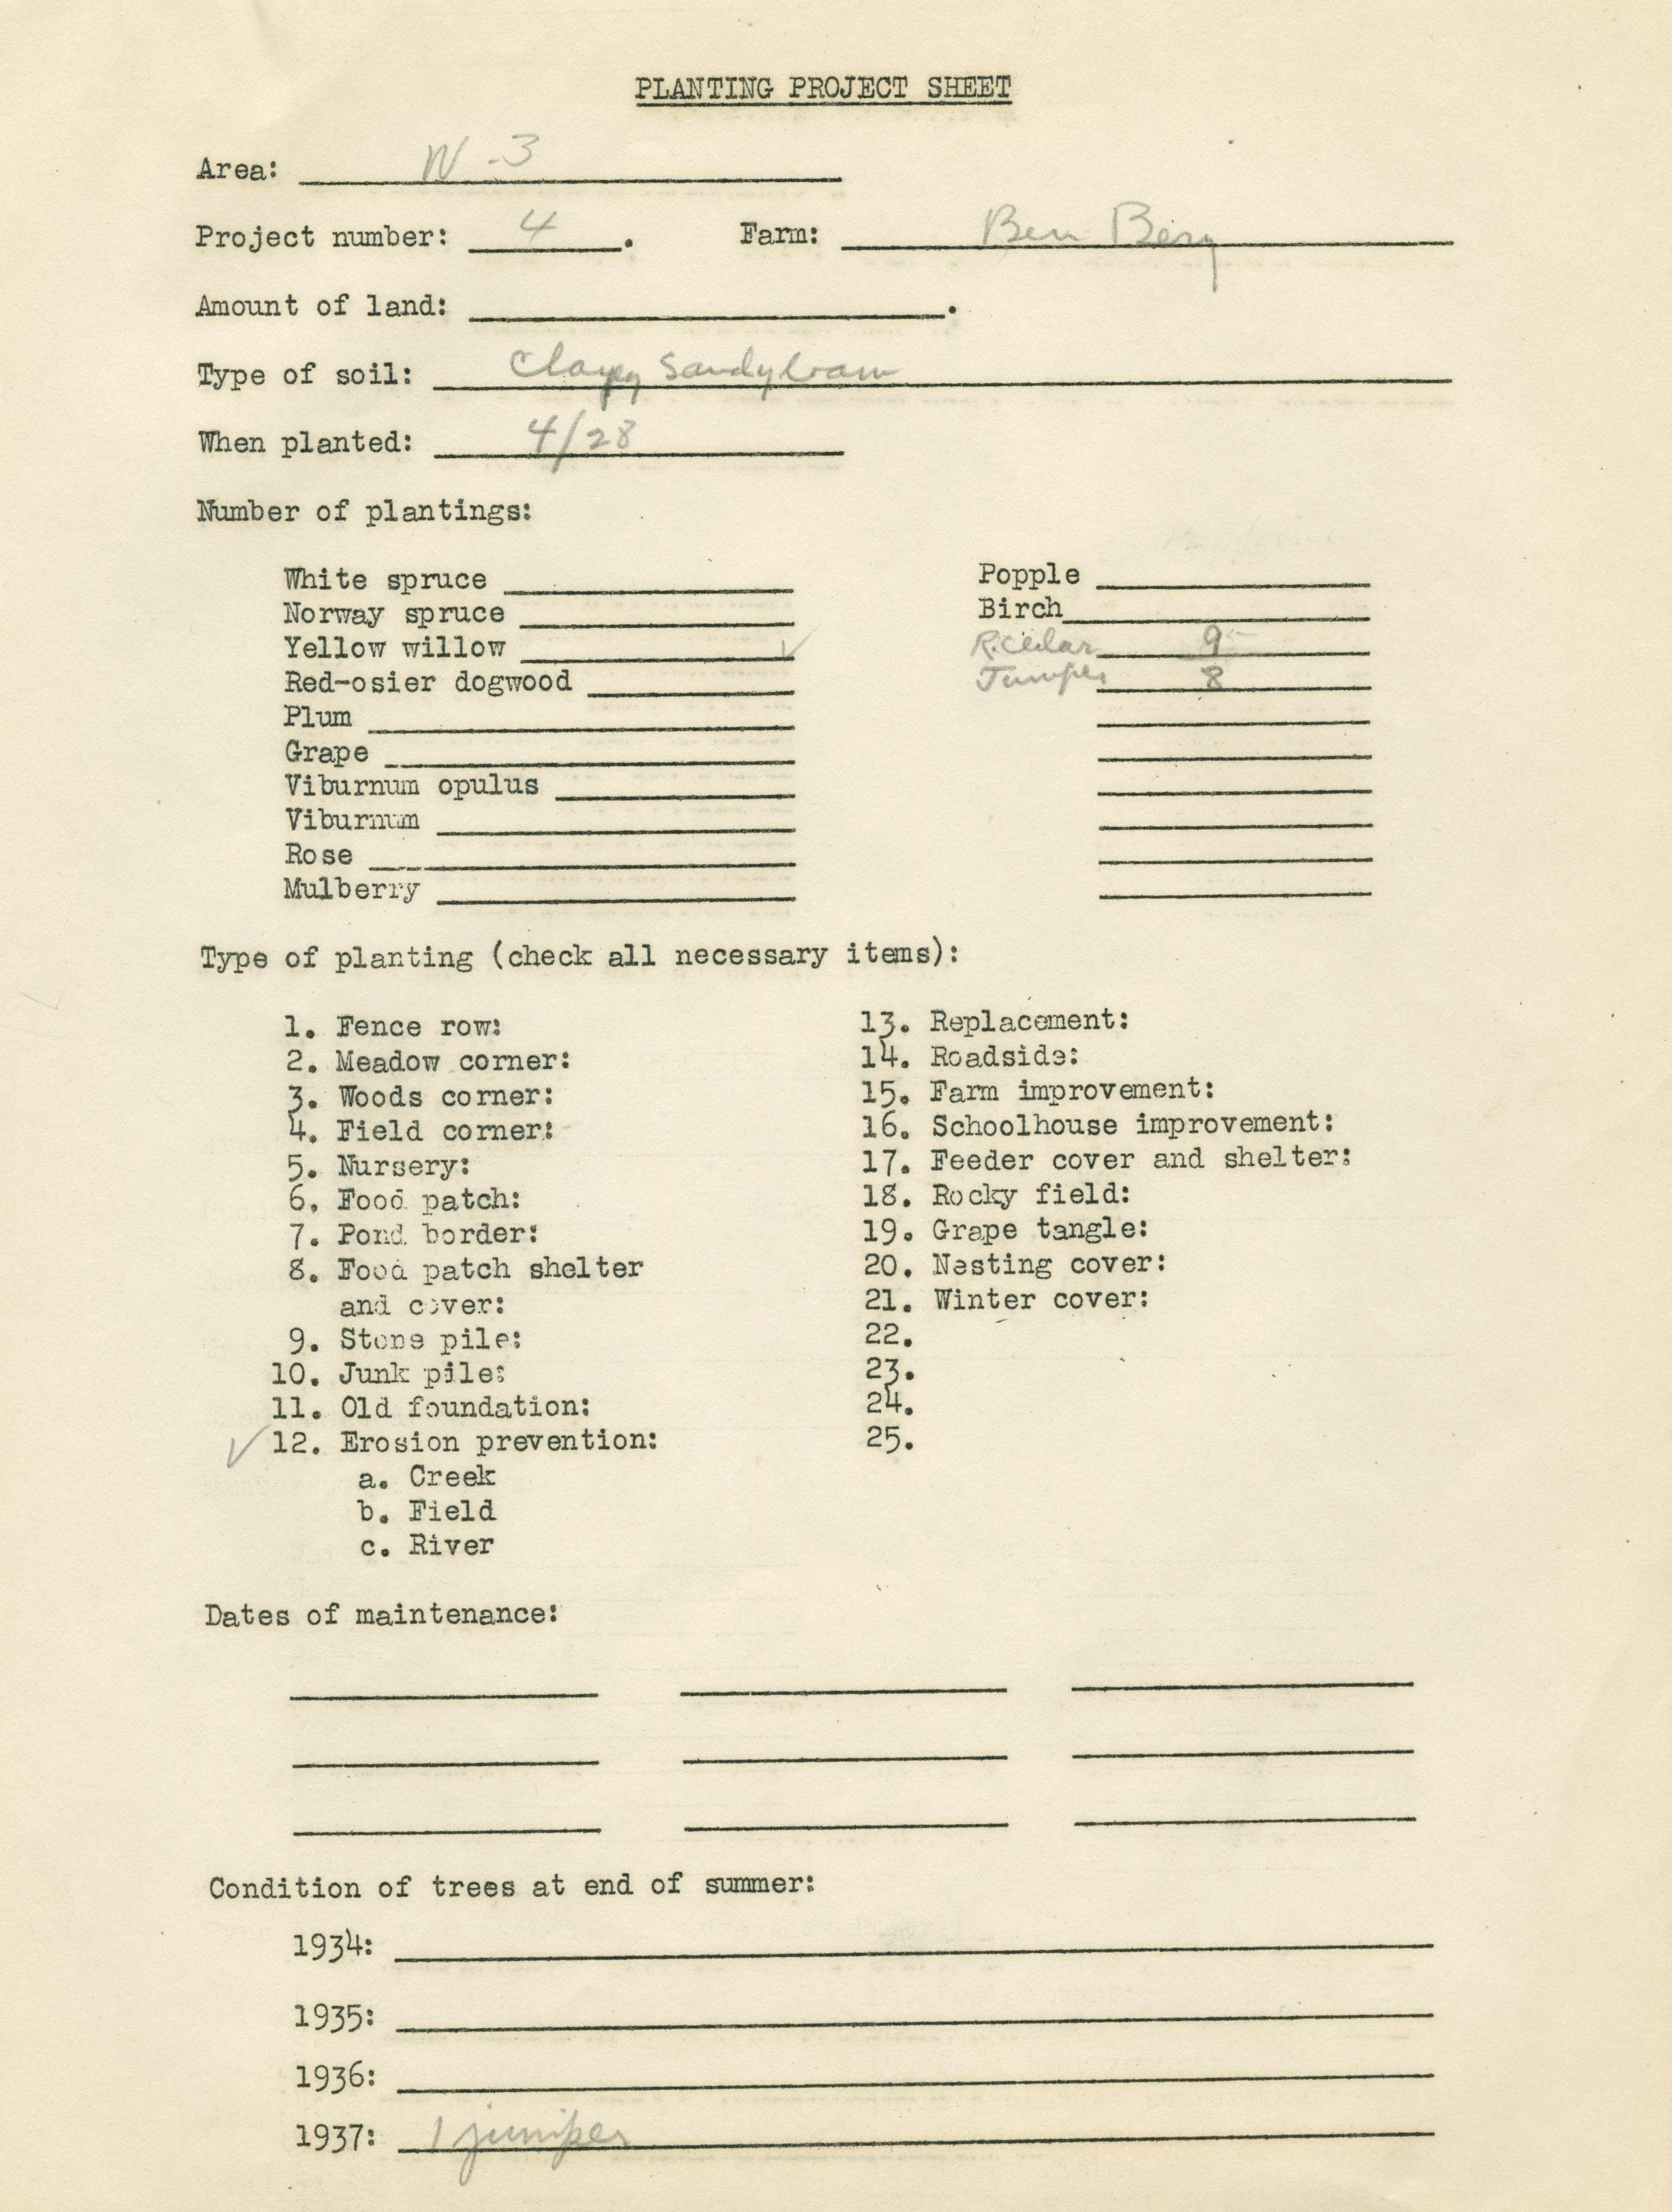 PLANTING PROJECT SHEET
Area: W-3
Project number: 4. Farm: Ben Berg
Amount of land: .
Type of soil: Clayey Sandy loam
When planted: 4/28
Number of plantings:
White spruce
Norway spruce
Yellow willow ✓
Red-osier dogwood
Plum
Grape
Viburnum opulus
Viburnum
Rose
Mulberry
Popple
Birch
R. cedar 9
Juniper 8
Type of planting (check all necessary items):
1. Fence row:
2. Meadow corner:
3. Woods corner:
4. Field corner:
5. Nursery:
6. Food patch:
7. Pond border:
8. Food patch shelter
and cover:
9. Stone pile:
10. Junk pile:
11. Old foundation:
✓ 12. Erosion prevention:
a. Creek
b. Field
c. River
13. Replacement:
14. Roadside:
15. Farm improvement:
16. Schoolhouse improvement:
17. Feeder cover and shelter:
18. Rocky field:
19. Grape tangle:
20. Nesting cover:
21. Winter cover:
22.
23.
24.
25.
Dates of maintenance:
Condition of trees at end of summer:
1934:
1935:
1936:
1937: 1 juniper